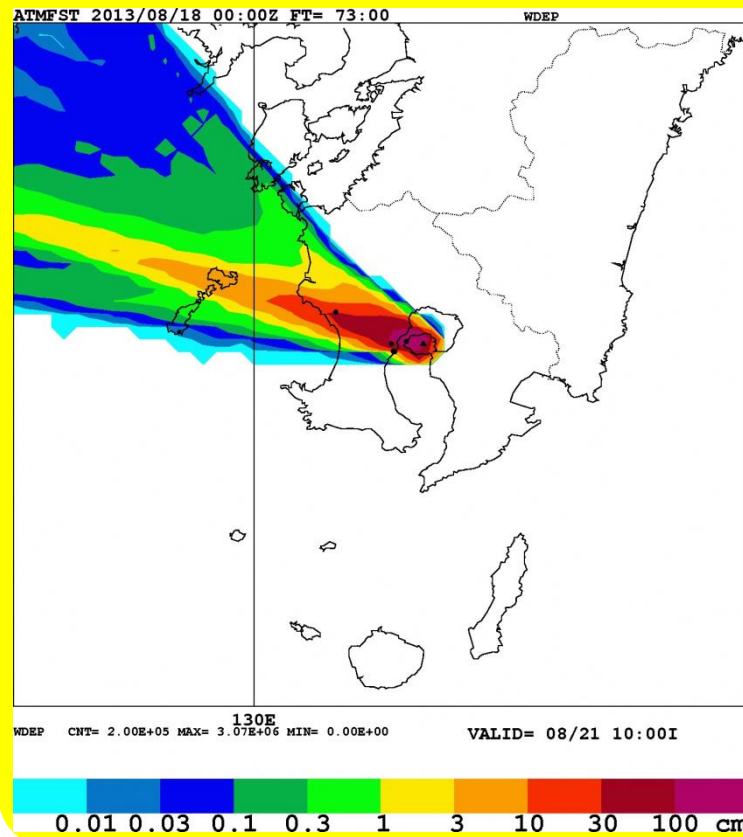 ATMFST 2013/08/18 00:00Z FT= 73:00 WDEP
130E
WDEP CNT= 2.00E+05 MAX= 3.07E+06 MIN= 0.00E+00 VALID= 08/21 10:00I
0.01 0.03 0.1 0.3 1 3 10 30 100 cm